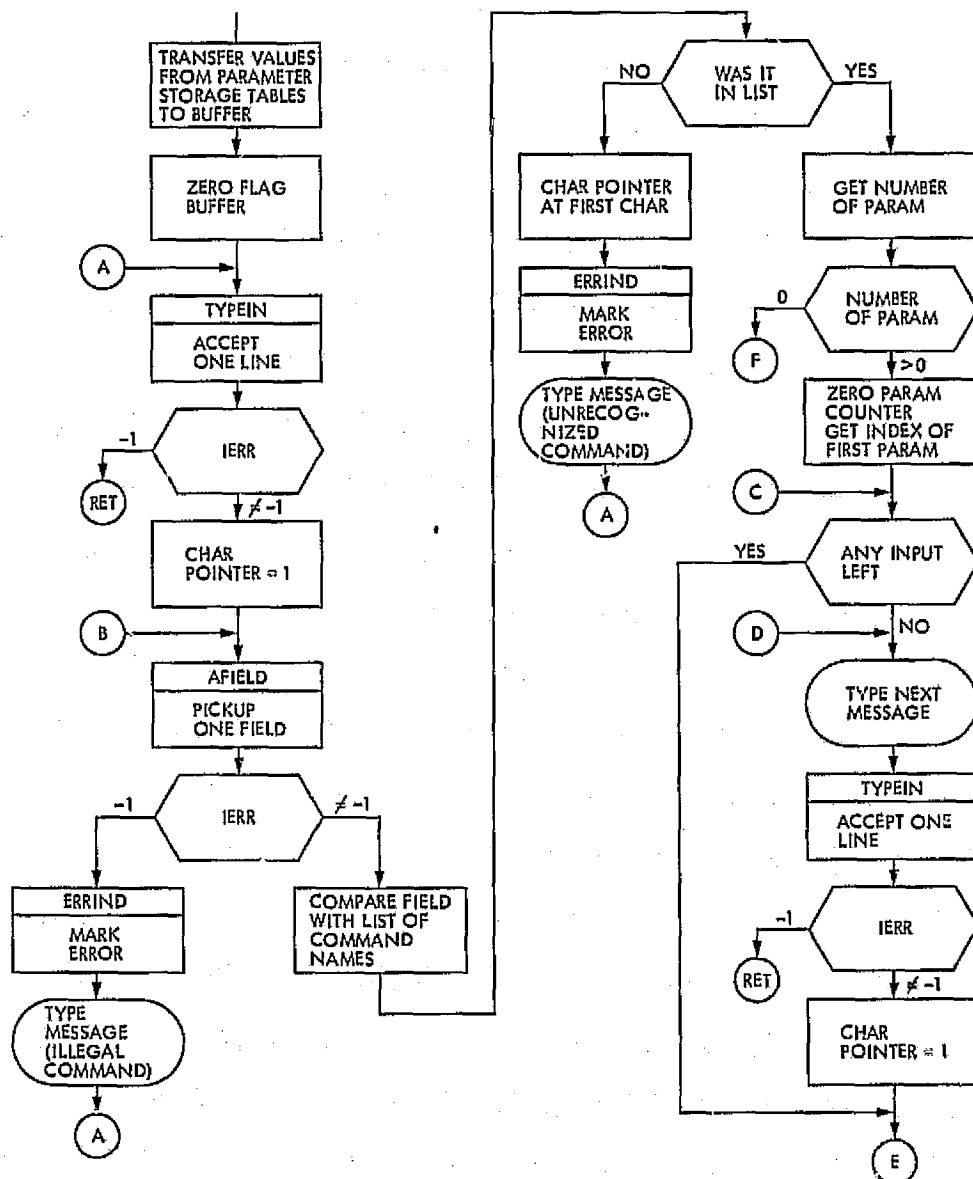 TRANSFER VALUES
FROM PARAMETER
STORAGE TABLES
TO BUFFER
ZERO FLAG
BUFFER
A
TYPEIN
ACCEPT
ONE LINE
-1
IERR
RET
≠ -1
CHAR
POINTER = 1
B
AFIELD
PICKUP
ONE FIELD
-1
IERR
≠ -1
ERRIND
MARK
ERROR
TYPE
MESSAGE
(ILLEGAL
COMMAND)
A
COMPARE FIELD
WITH LIST OF
COMMAND
NAMES
NO
WAS IT
IN LIST
YES
CHAR POINTER
AT FIRST CHAR
ERRIND
MARK
ERROR
TYPE MESSAGE
(UNRECOG-
NIZED
COMMAND)
A
GET NUMBER
OF PARAM
0
NUMBER
OF PARAM
F
>0
ZERO PARAM
COUNTER
GET INDEX OF
FIRST PARAM
C
YES
ANY INPUT
LEFT
D
NO
TYPE NEXT
MESSAGE
TYPEIN
ACCEPT ONE
LINE
-1
IERR
RET
≠ -1
CHAR
POINTER = 1
E